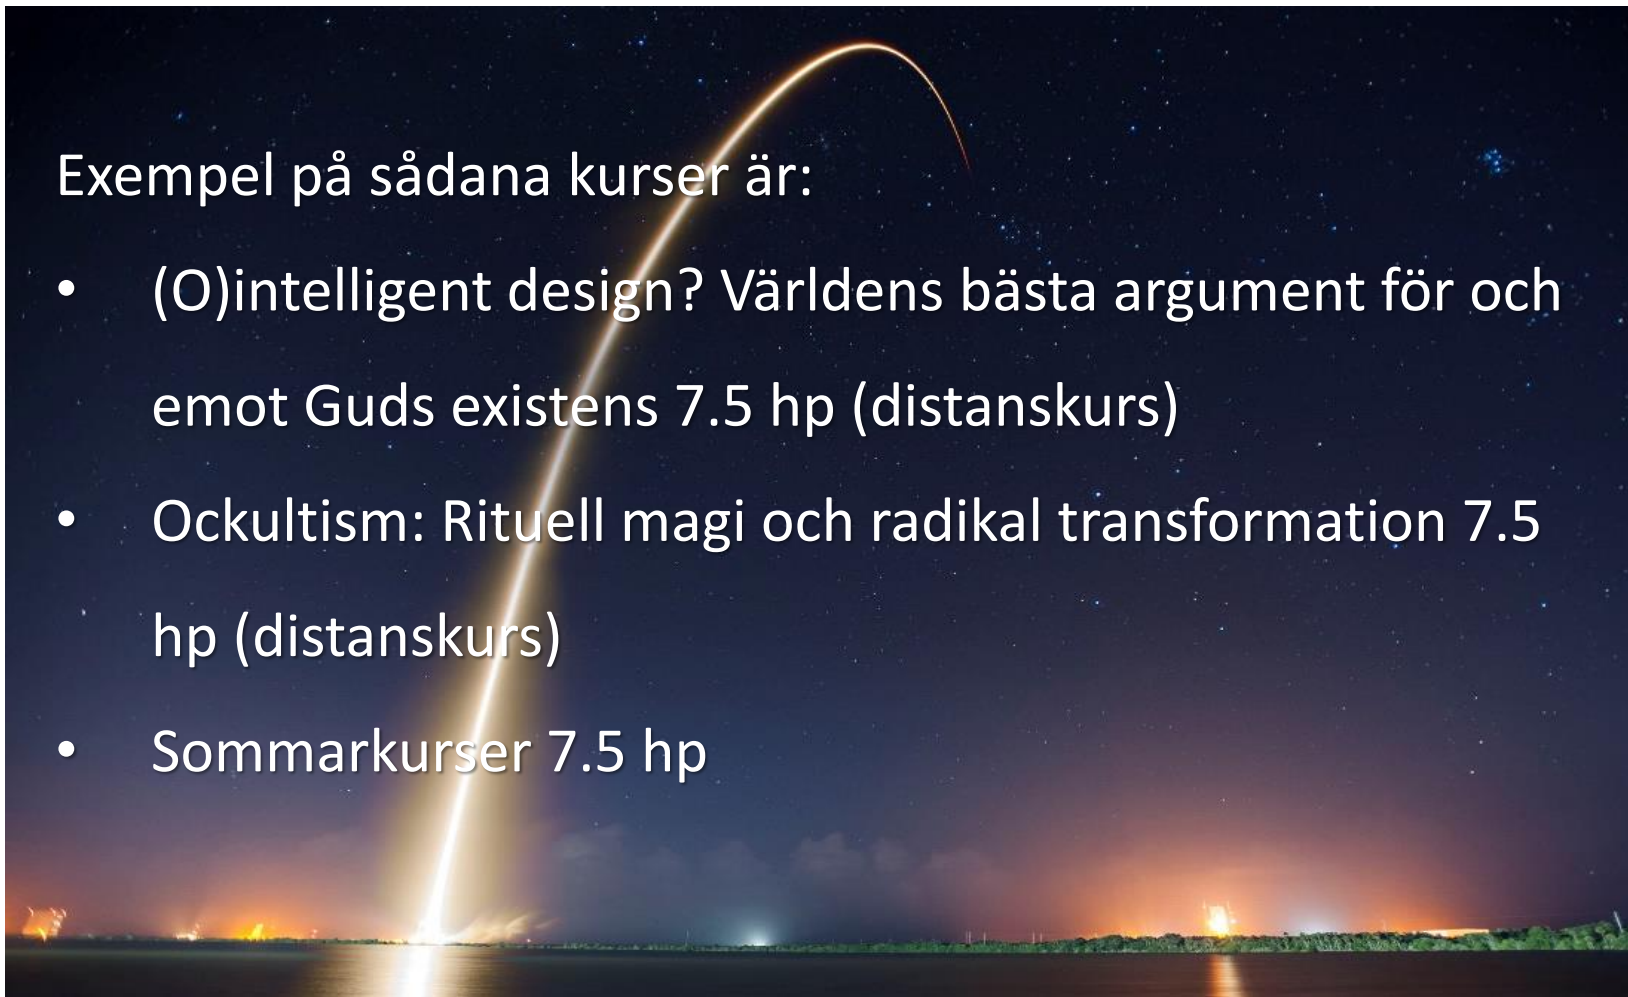 Exempel på sådana kurser är:
• (O)intelligent design? Världens bästa argument för och
emot Guds existens 7.5 hp (distanskurs)
• Ockultism: Rituell magi och radikal transformation 7.5
hp (distanskurs)
• Sommarkurser 7.5 hp